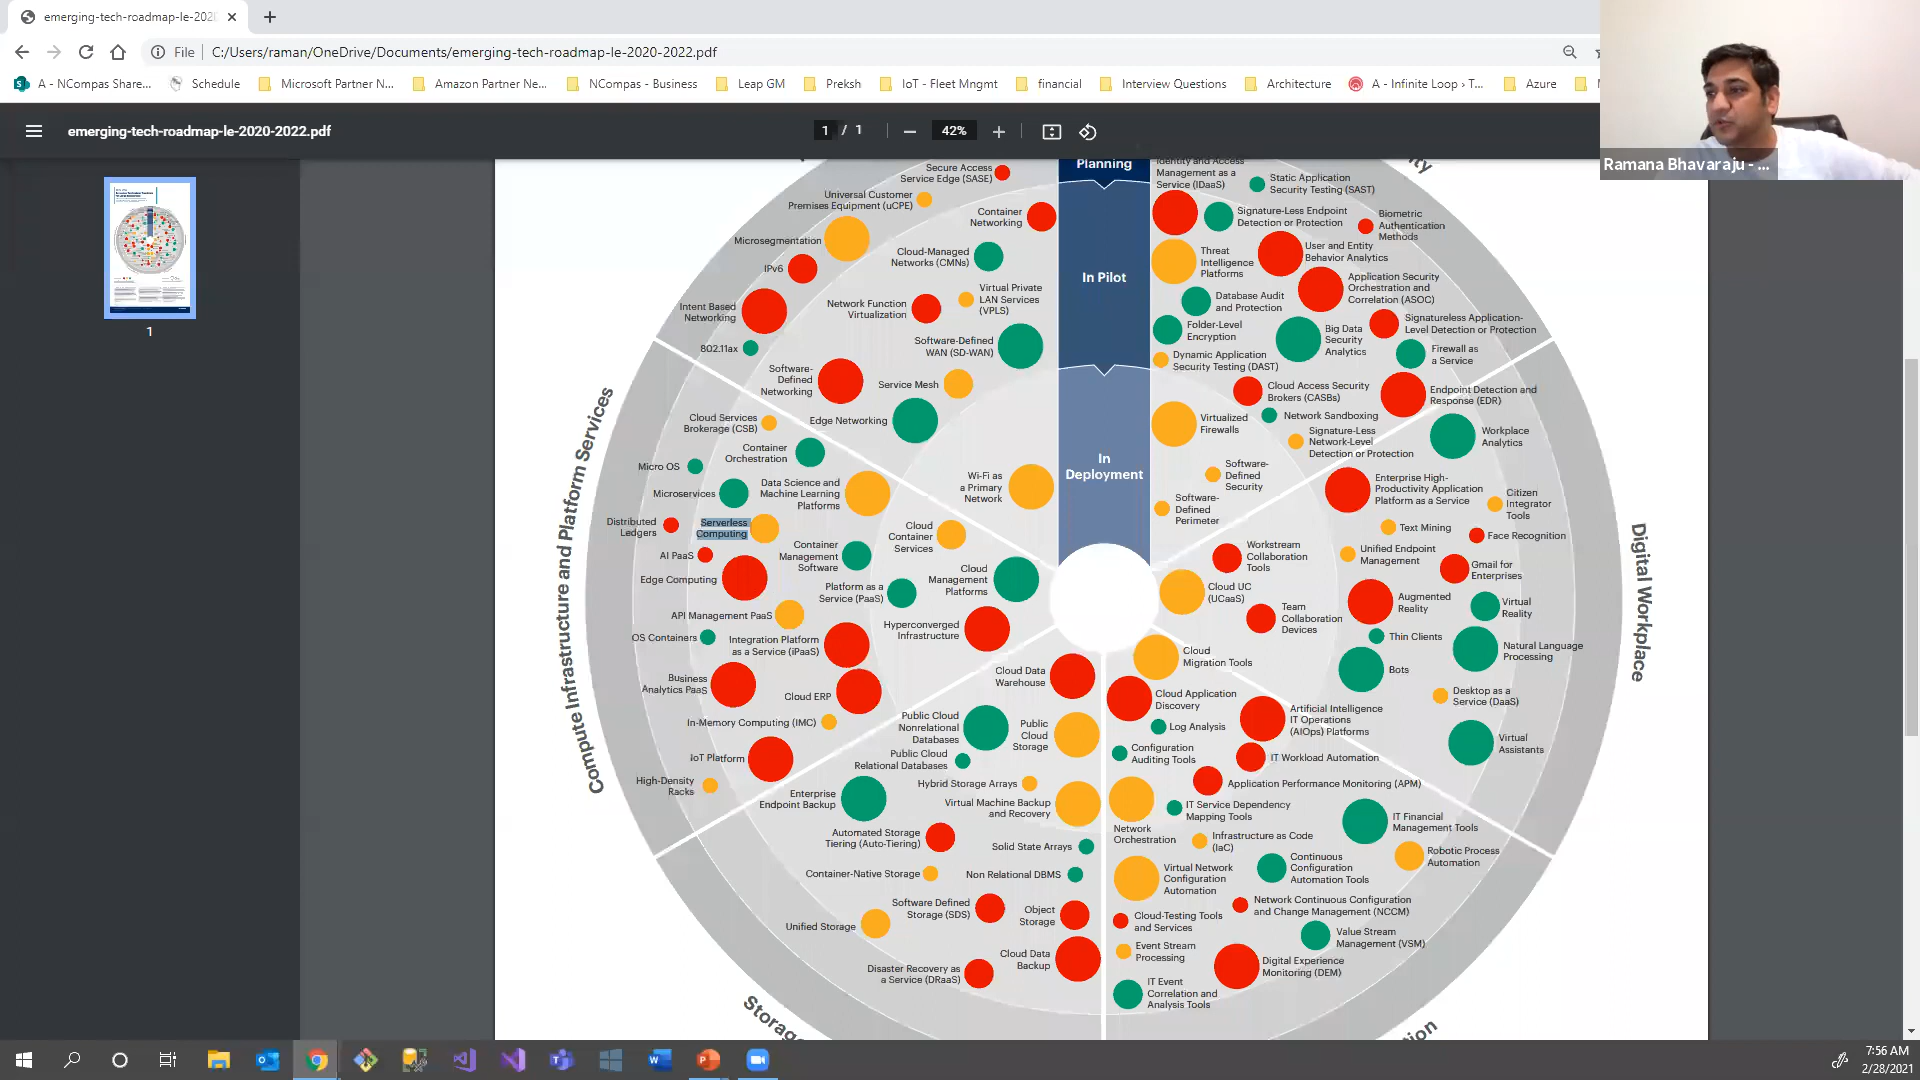 emerging-tech-roadmap-le-202
File
C:/Users/raman/OneDrive/Documents/emerging-tech-roadmap-le-2020-2022.pdf
A - NCompas Share...
Schedule
Microsoft Partner N...
Amazon Partner Ne...
NCompas - Business
Leap GM
Preksh
IoT - Fleet Mngmt
financial
Interview Questions
Architecture
A - Infinite Loop › T...
Azure
emerging-tech-roadmap-le-2020-2022.pdf
1 / 1
42%
Ramana Bhavaraju - ...
1
Planning
In Pilot
In
Deployment
Secure Access
Service Edge (SASE)
Universal Customer
Premises Equipment (uCPE)
Container
Networking
Microsegmentation
Cloud-Managed
Networks (CMNs)
IPv6
Virtual Private
LAN Services
(VPLS)
Intent Based
Networking
Network Function
Virtualization
802.11ax
Software-Defined
WAN (SD-WAN)
Software-
Defined
Networking
Service Mesh
Edge Networking
Wi-Fi as
a Primary
Network
Identity and Access
Management as a
Service (IDaaS)
Static Application
Security Testing (SAST)
Signature-Less Endpoint
Detection or Protection
Biometric
Authentication
Methods
Threat
Intelligence
Platforms
User and Entity
Behavior Analytics
Application Security
Orchestration and
Correlation (ASOC)
Database Audit
and Protection
Folder-Level
Encryption
Big Data
Security
Analytics
Signatureless Application-
Level Detection or Protection
Firewall as
a Service
Dynamic Application
Security Testing (DAST)
Cloud Access Security
Brokers (CASBs)
Endpoint Detection and
Response (EDR)
Virtualized
Firewalls
Network Sandboxing
Signature-Less
Network-Level
Detection or Protection
Software-
Defined
Security
Software-
Defined
Perimeter
Compute Infrastructure and Platform Services
Cloud Services
Brokerage (CSB)
Container
Orchestration
Micro OS
Microservices
Data Science and
Machine Learning
Platforms
Distributed
Ledgers
Serverless
Computing
Cloud
Container
Services
AI PaaS
Container
Management
Software
Edge Computing
Cloud
Management
Platforms
Platform as a
Service (PaaS)
API Management PaaS
OS Containers
Hyperconverged
Infrastructure
Integration Platform
as a Service (iPaaS)
Business
Analytics PaaS
Cloud ERP
In-Memory Computing (IMC)
IoT Platform
High-Density
Racks
Digital Workplace
Workplace
Analytics
Enterprise High-
Productivity Application
Platform as a Service
Citizen
Integrator
Tools
Text Mining
Face Recognition
Workstream
Collaboration
Tools
Unified Endpoint
Management
Gmail for
Enterprises
Cloud UC
(UCaaS)
Augmented
Reality
Virtual
Reality
Team
Collaboration
Devices
Thin Clients
Natural Language
Processing
Bots
Desktop as a
Service (DaaS)
Virtual
Assistants
Cloud Data
Warehouse
Public Cloud
Nonrelational
Databases
Public
Cloud
Storage
Public Cloud
Relational Databases
Hybrid Storage Arrays
Enterprise
Endpoint Backup
Virtual Machine Backup
and Recovery
Automated Storage
Tiering (Auto-Tiering)
Solid State Arrays
Container-Native Storage
Non Relational DBMS
Software Defined
Storage (SDS)
Object
Storage
Unified Storage
Cloud Data
Backup
Disaster Recovery as
a Service (DRaaS)
Cloud
Migration Tools
Cloud Application
Discovery
Log Analysis
Artificial Intelligence
IT Operations
(AIOps) Platforms
Configuration
Auditing Tools
IT Workload Automation
Application Performance Monitoring (APM)
Network
Orchestration
IT Service Dependency
Mapping Tools
IT Financial
Management Tools
Infrastructure as Code
(IaC)
Robotic Process
Automation
Virtual Network
Configuration
Automation
Continuous
Configuration
Automation Tools
Network Continuous Configuration
and Change Management (NCCM)
Cloud-Testing Tools
and Services
Value Stream
Management (VSM)
Event Stream
Processing
Digital Experience
Monitoring (DEM)
IT Event
Correlation and
Analysis Tools
7:56 AM
2/28/2021